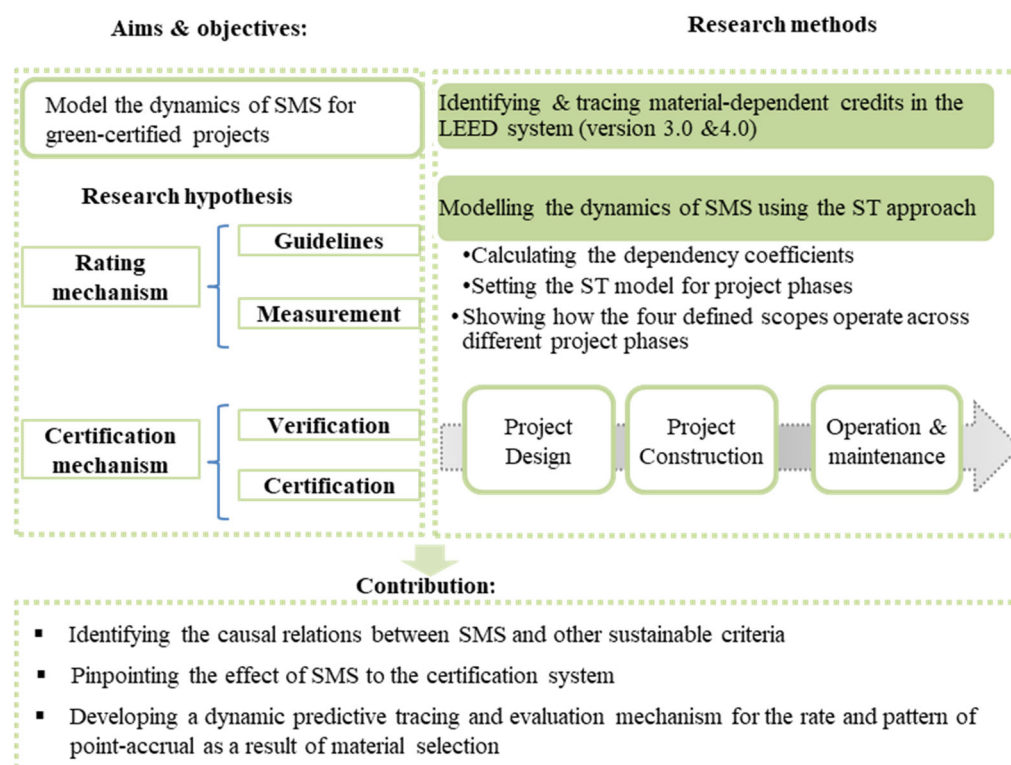 Aims & objectives:
Model the dynamics of SMS for
green-certified projects
Research hypothesis
Rating
mechanism
Guidelines
Measurement
Certification
mechanism
Verification
Certification
Research methods
Identifying & tracing material-dependent credits in the
LEED system (version 3.0 &4.0)
Modelling the dynamics of SMS using the ST approach
•Calculating the dependency coefficients
•Setting the ST model for project phases
•Showing how the four defined scopes operate across
different project phases
Project
Design
Project
Construction
Operation &
maintenance
Contribution:
▪ Identifying the causal relations between SMS and other sustainable criteria
▪ Pinpointing the effect of SMS to the certification system
▪ Developing a dynamic predictive tracing and evaluation mechanism for the rate and pattern of
point-accrual as a result of material selection